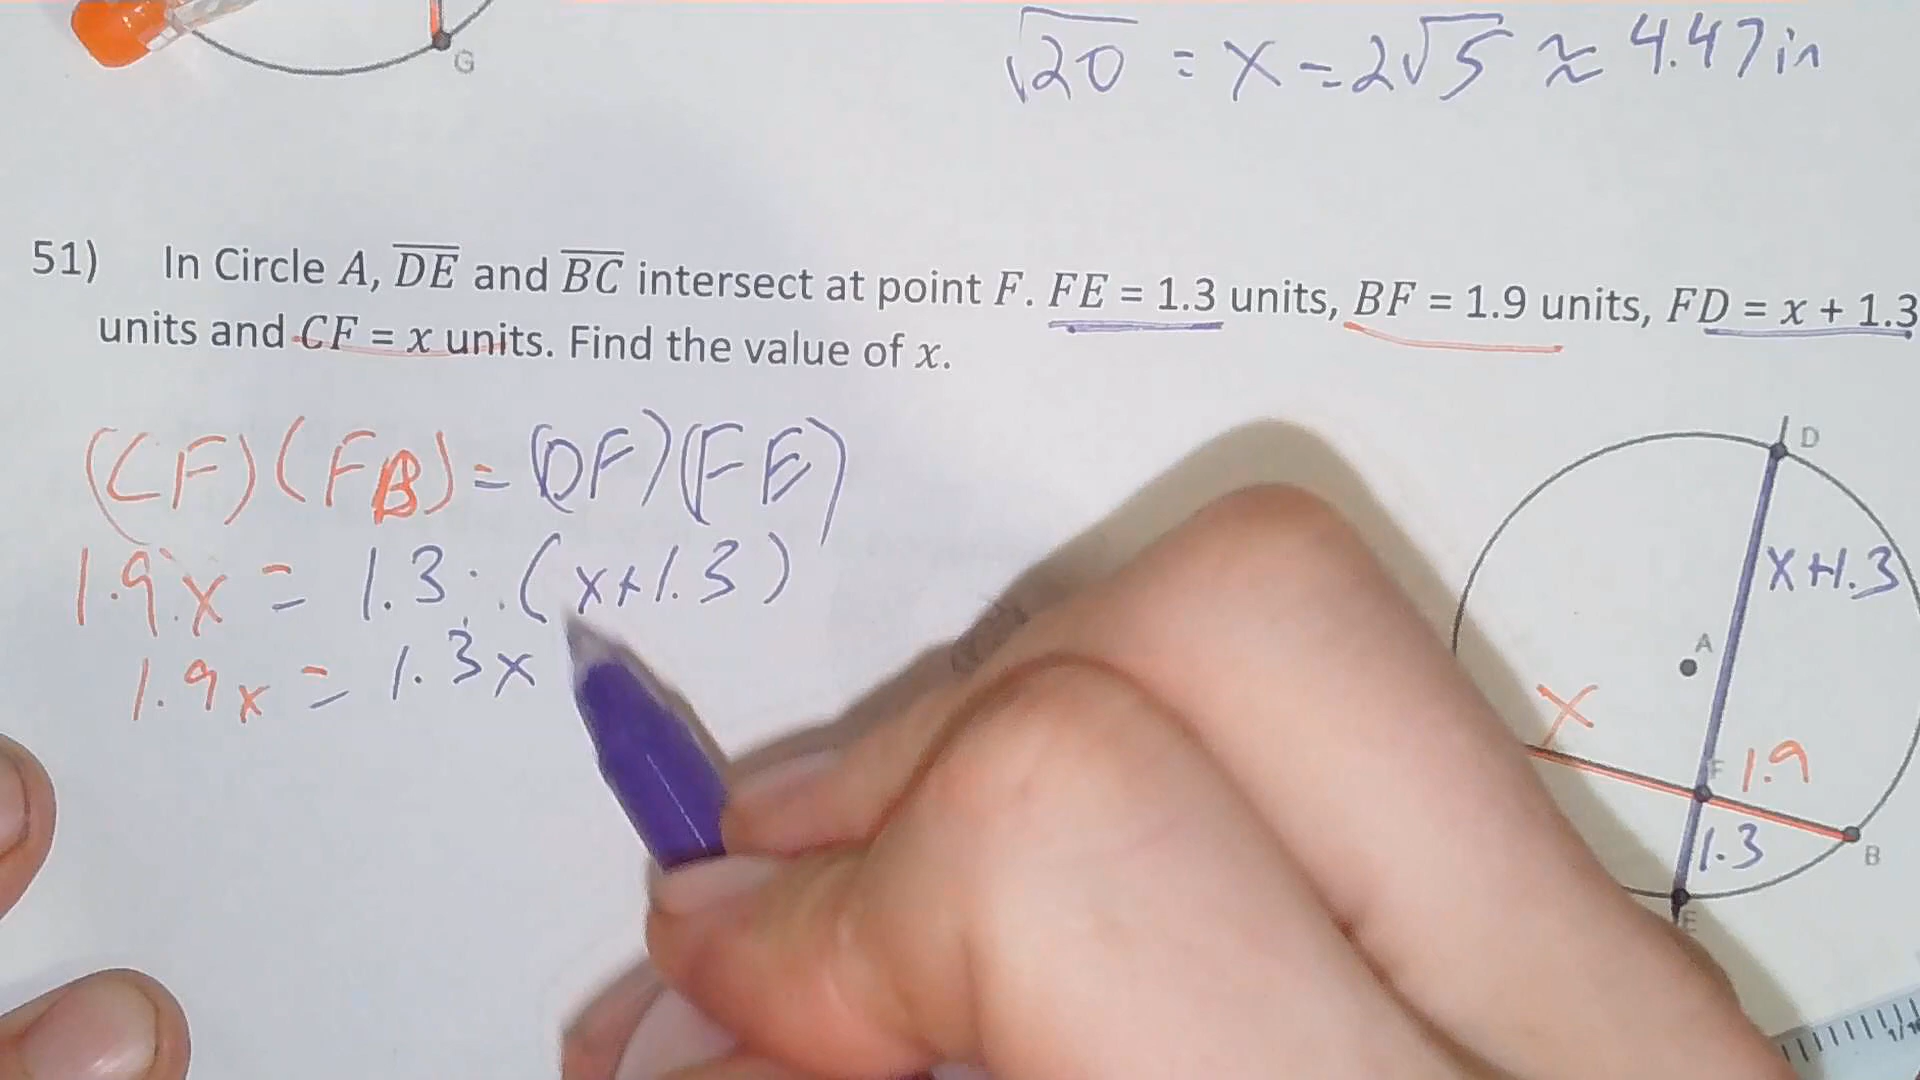 G
√20 = x = 2√5 ≈ 4.47in
51) In Circle A, DE and BC intersect at point F. FE = 1.3 units, BF = 1.9 units, FD = x + 1.3
units and CF = x units. Find the value of x.
(CF)(FB) = (DF)(FE)
1.9.x = 1.3 . (x+1.3)
1.9x = 1.3x
D
x+1.3
A
x
F
1.9
1.3
B
E